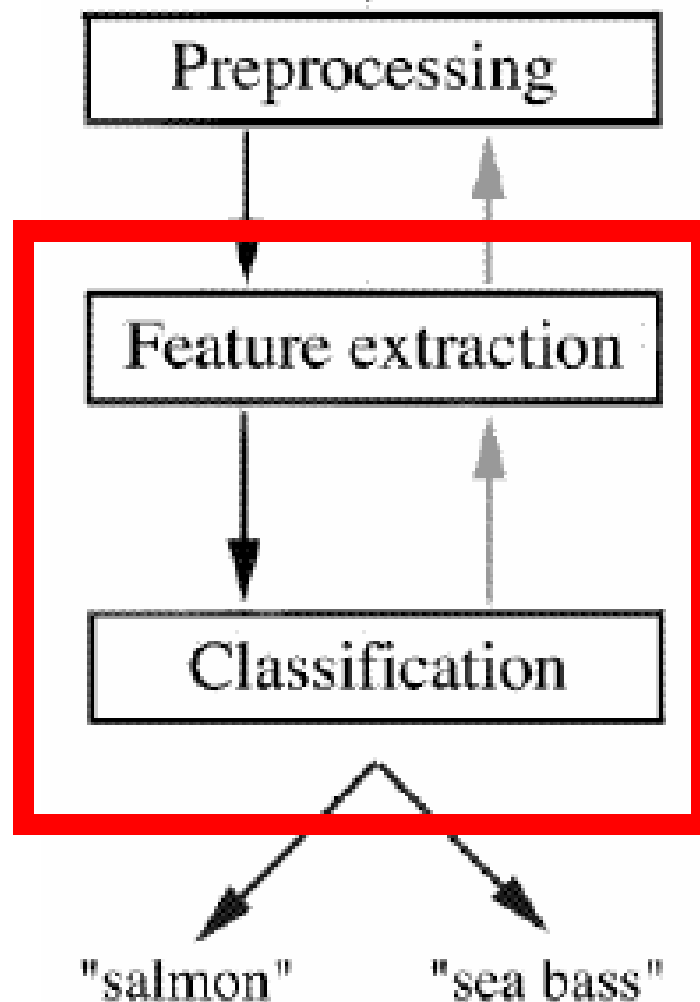 Preprocessing
Feature extraction
Classification
"salmon" "sea bass"